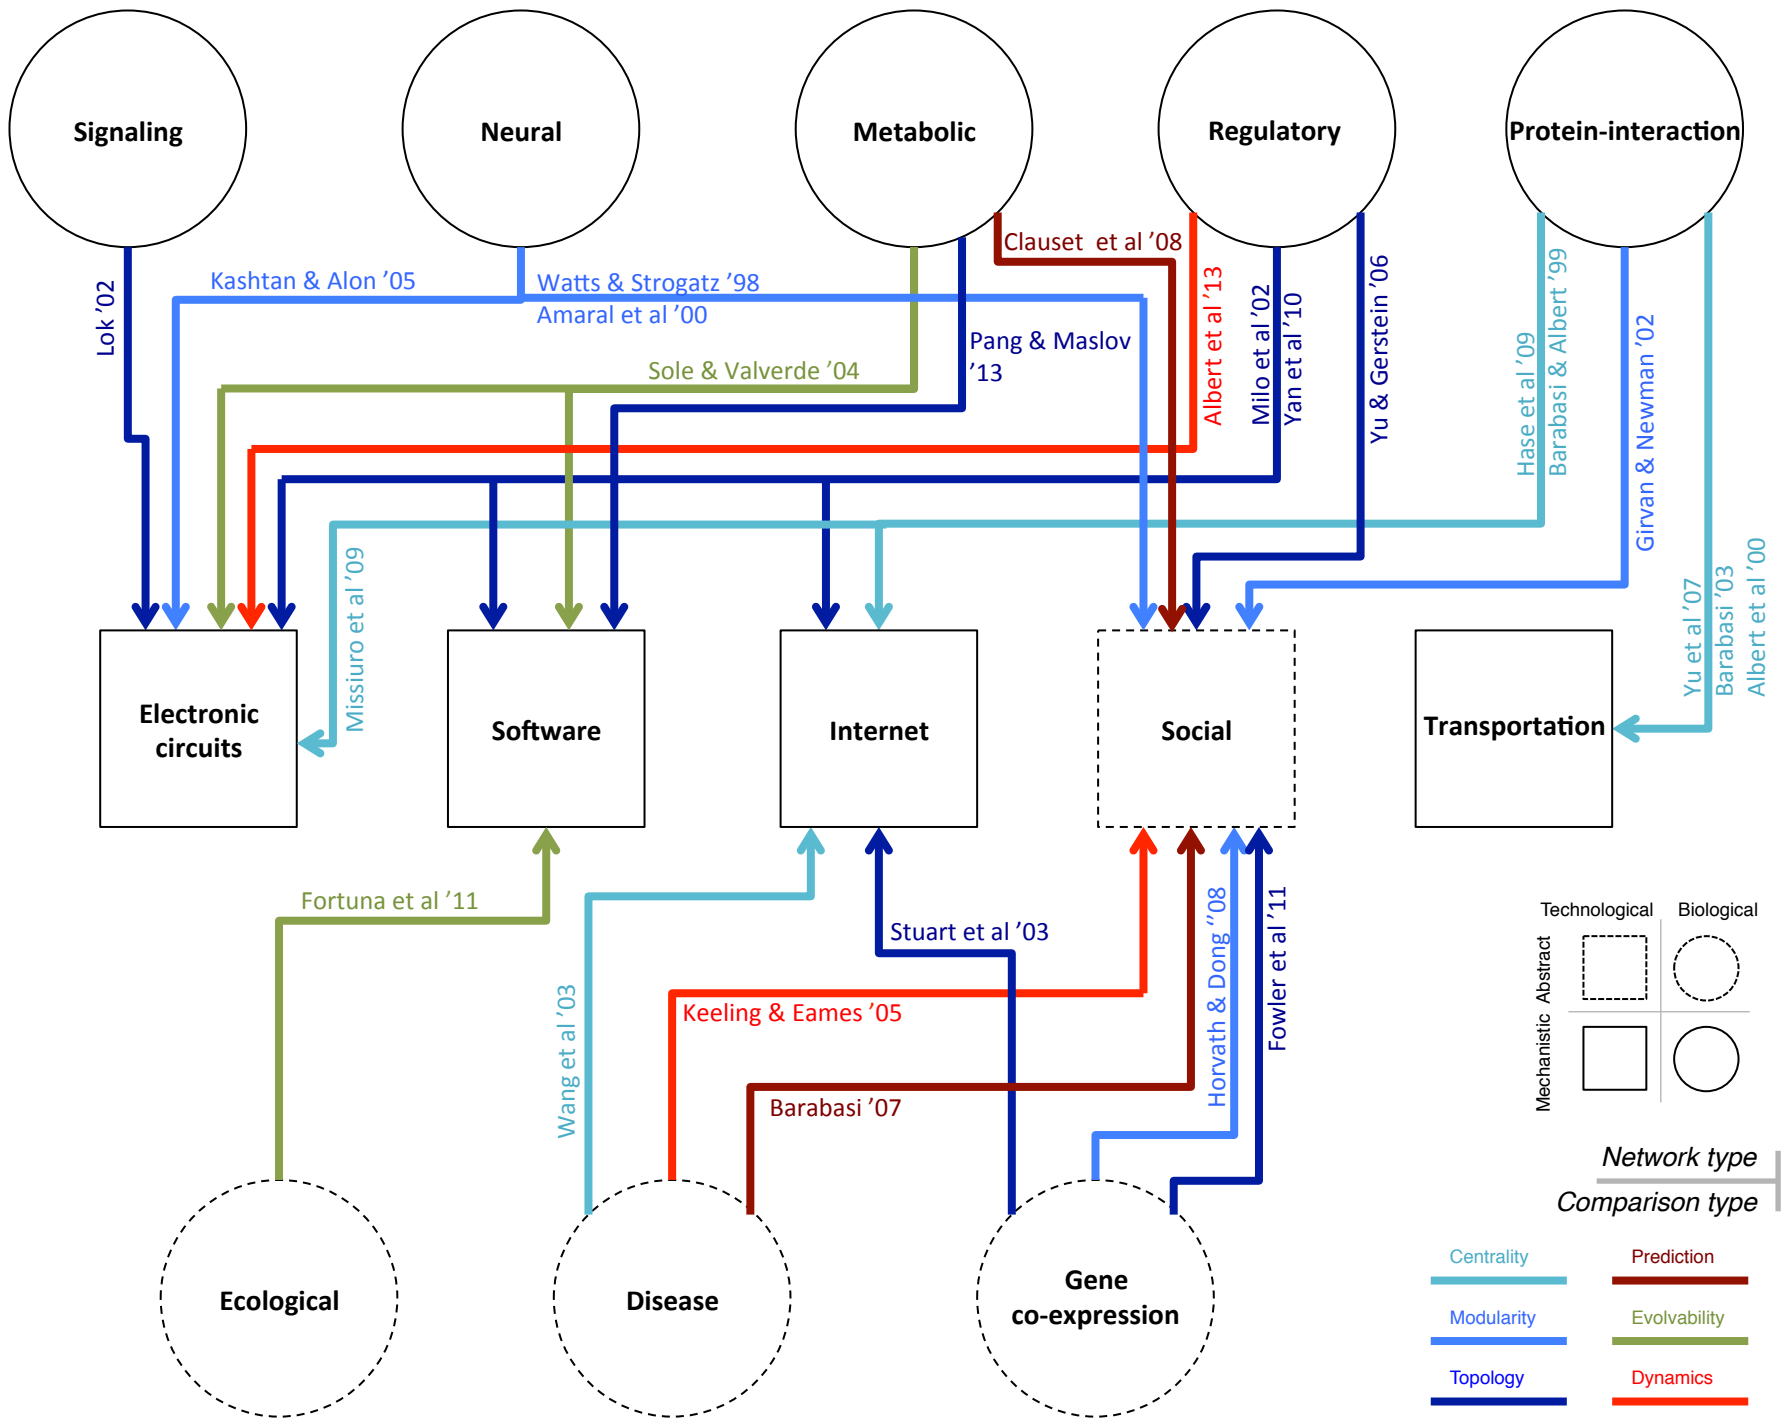 Signaling
Neural
Metabolic
Regulatory
Protein-interaction
Lok ’02
Kashtan & Alon ’05
Watts & Strogatz ’98
Amaral et al ’00
Sole & Valverde ’04
Clauset et al ’08
Pang & Maslov
’13
Albert et al ’13
Milo et al ’02
Yan et al ’10
Yu & Gerstein ’06
Hase et al ’09
Barabasi & Albert ’99
Girvan & Newman ’02
Missiuro et al ’09
Yu et al ’07
Barabasi ’03
Albert et al ’00
Electronic
circuits
Software
Internet
Social
Transportation
Fortuna et al ’11
Wang et al ’03
Stuart et al ’03
Keeling & Eames ’05
Barabasi ’07
Horvath & Dong ‘’08
Fowler et al ’11
Ecological
Disease
Gene
co-expression
Technological
Biological
Abstract
Mechanistic
Network type
Comparison type
Centrality
Prediction
Modularity
Evolvability
Topology
Dynamics